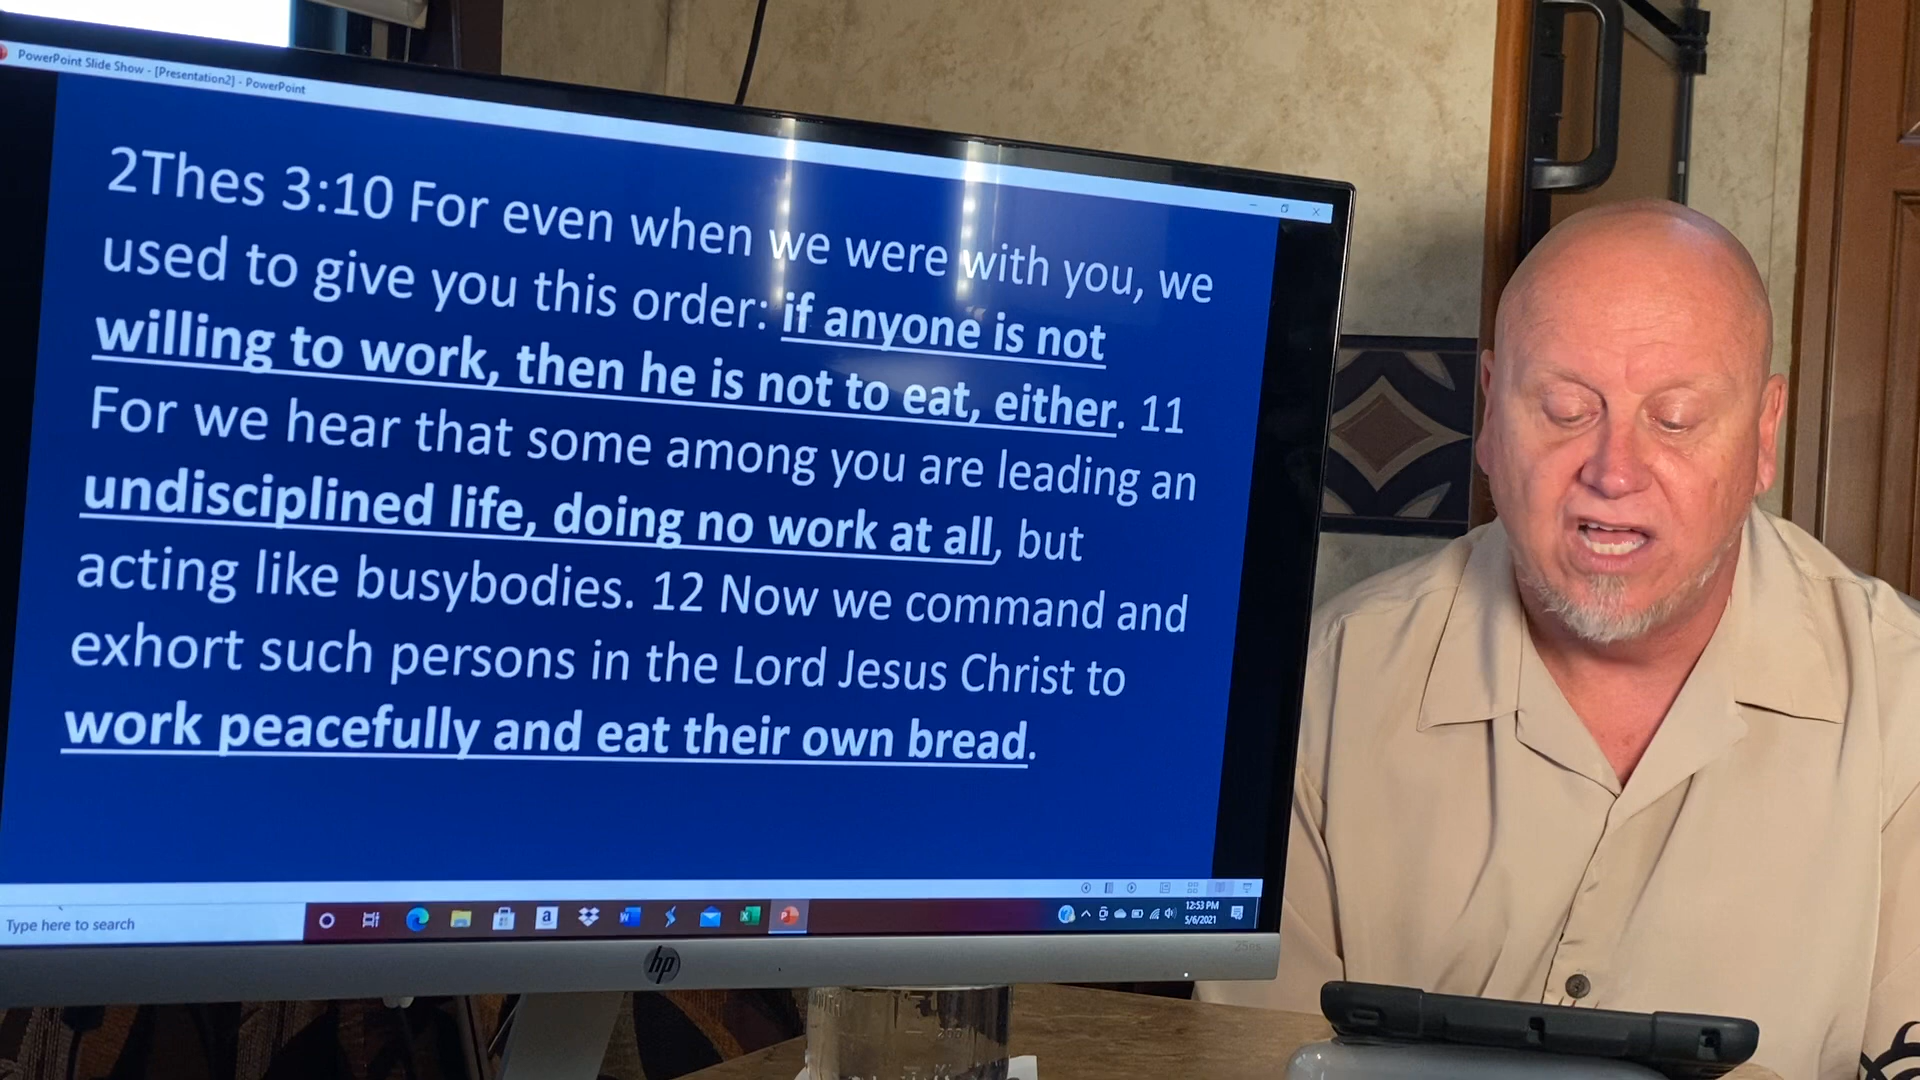 PowerPoint Slide Show - [Presentation2] - PowerPoint
2Thes 3:10 For even when we were with you, we
used to give you this order: if anyone is not
willing to work, then he is not to eat, either. 11
For we hear that some among you are leading an
undisciplined life, doing no work at all, but
acting like busybodies. 12 Now we command and
exhort such persons in the Lord Jesus Christ to
work peacefully and eat their own bread.
Type here to search
12:53 PM
5/6/2021
hp